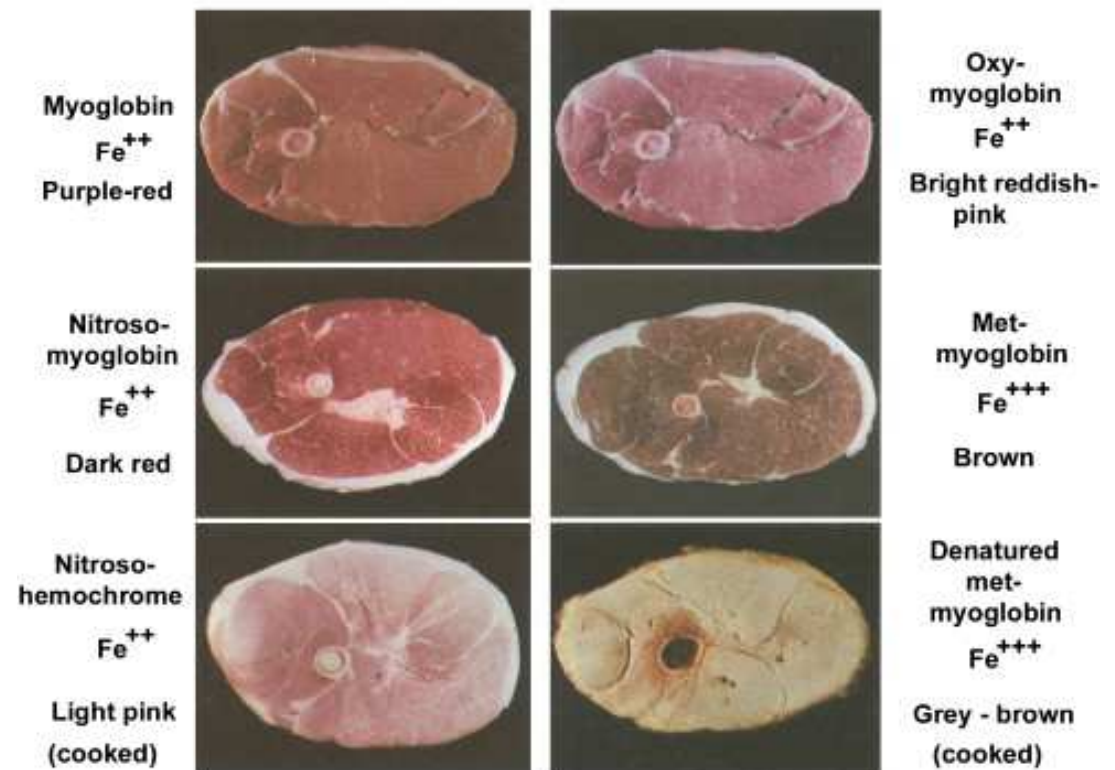 Myoglobin
Fe++
Purple-red
Oxy-
myoglobin
Fe++
Bright reddish-
pink
Nitroso-
myoglobin
Fe++
Dark red
Met-
myoglobin
Fe+++
Brown
Nitroso-
hemochrome
Fe++
Light pink
(cooked)
Denatured
met-
myoglobin
Fe+++
Grey - brown
(cooked)